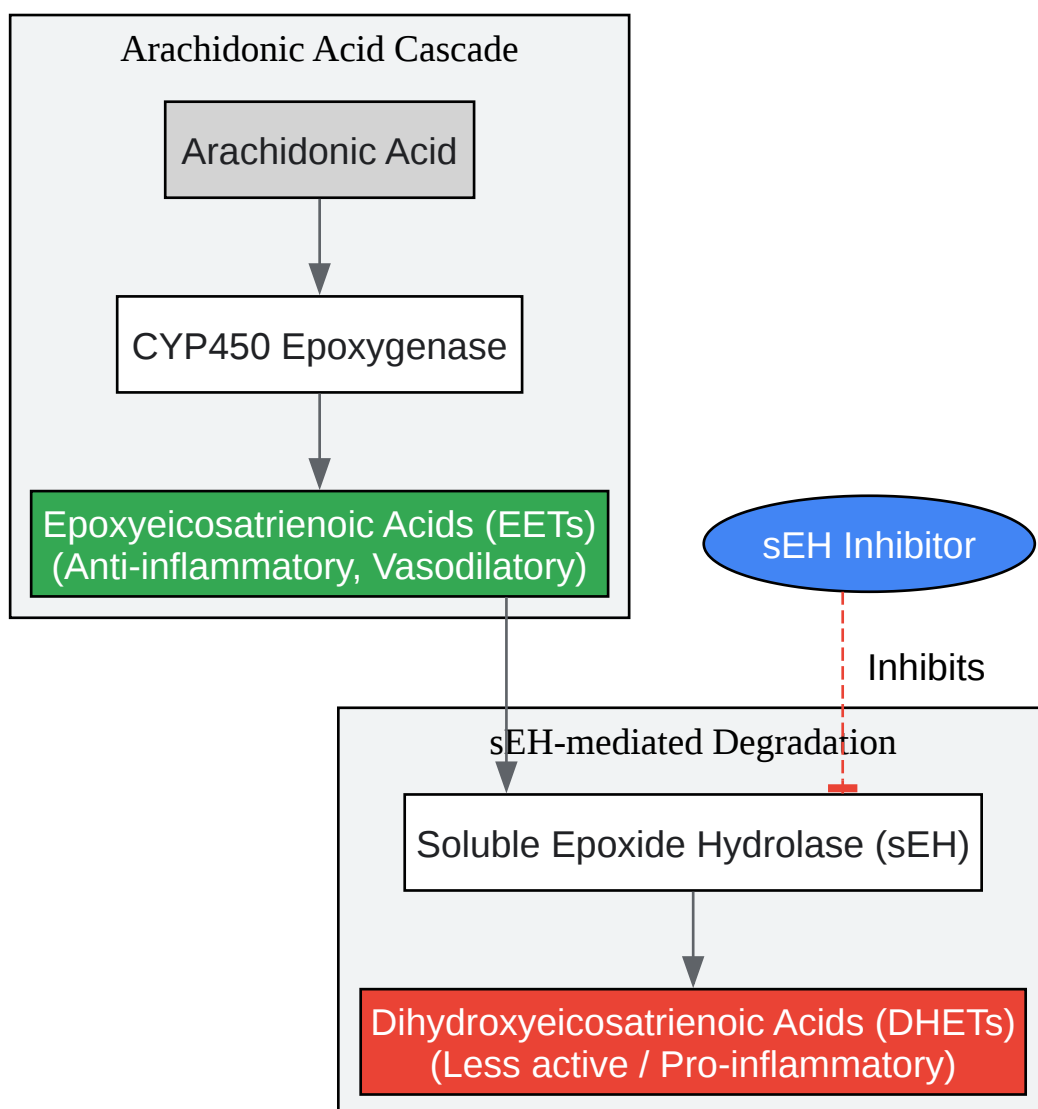 Arachidonic Acid Cascade
Arachidonic Acid
CYP450 Epoxygenase
Epoxyeicosatrienoic Acids (EETs)
(Anti-inflammatory, Vasodilatory)
sEH Inhibitor
Inhibits
sEH-mediated Degradation
Soluble Epoxide Hydrolase (sEH)
Dihydroxyeicosatrienoic Acids (DHETs)
(Less active / Pro-inflammatory)